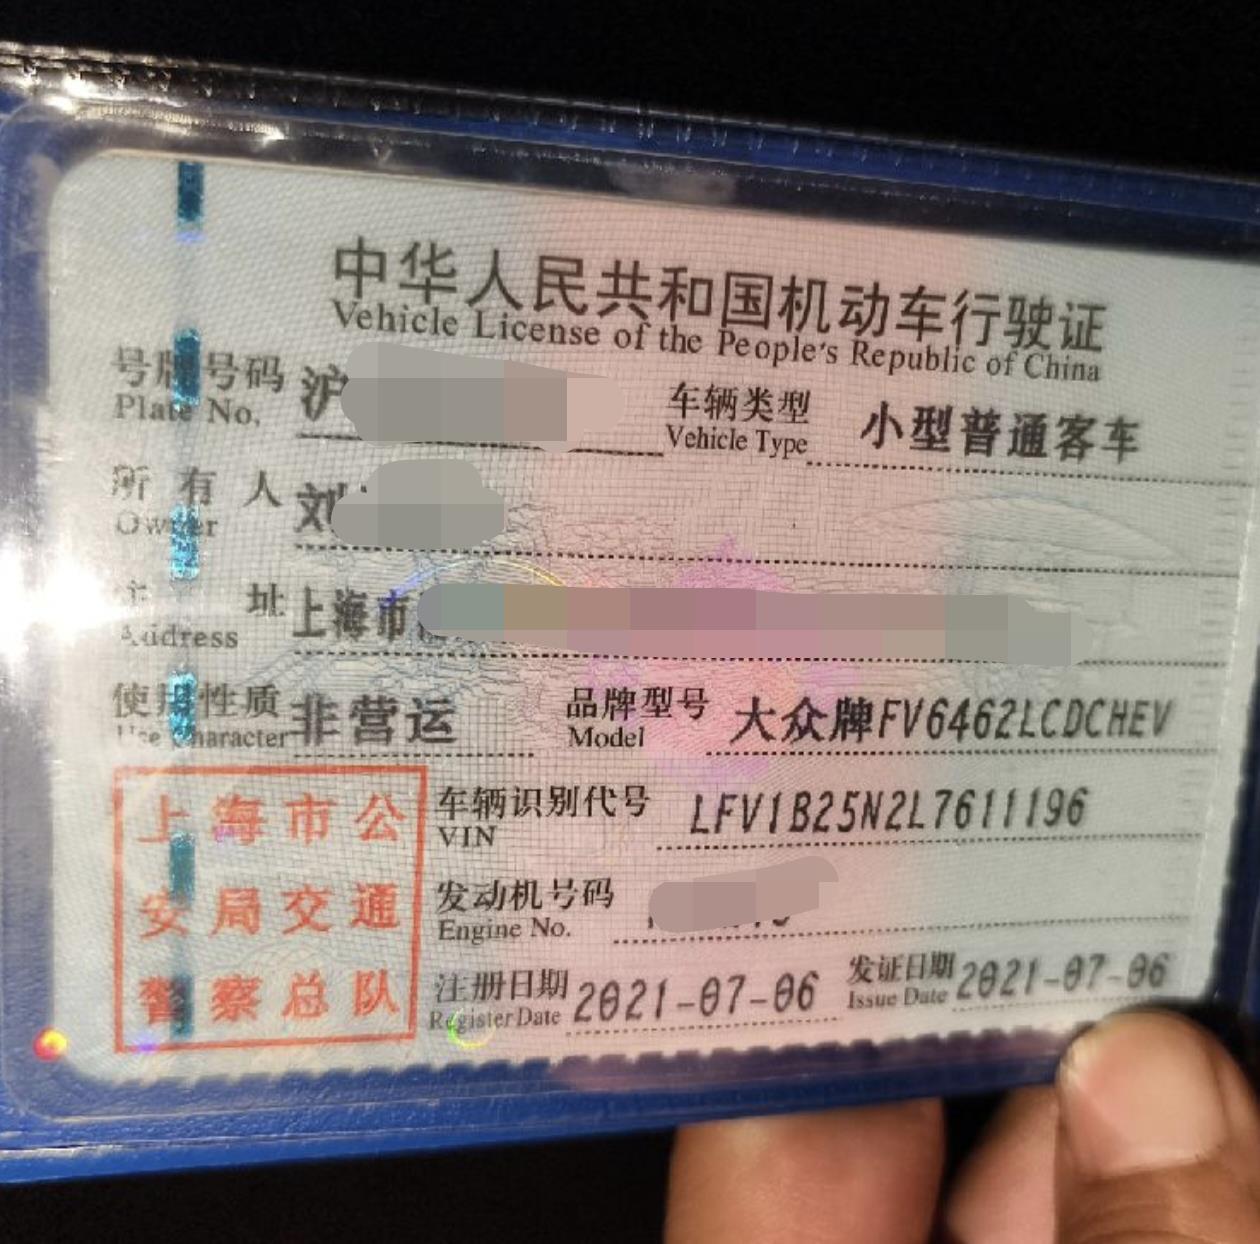 中华人民共和国机动车行驶证
Vehicle License of the People's Republic of China
号牌号码 沪 车辆类型 小型普通客车
Plate No. Vehicle Type
所有人 刘
Owner
住址 上海市
Address
使用性质 非营运 品牌型号 大众牌FV6462LCDCHEV
Use Character Model
上海市公 车辆识别代号 LFV1B25N2L7611196
VIN
安局交通 发动机号码
Engine No.
警察总队 注册日期 2021-07-06 发证日期 2021-07-06
Register Date Issue Date